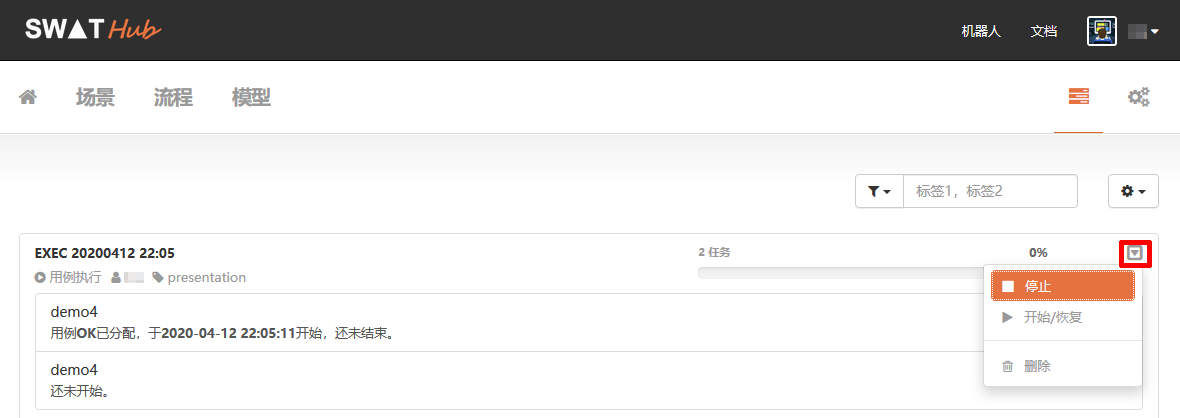 SWAT Hub
机器人 文档
场景 流程 模型
标签1，标签2
EXEC 20200412 22:05 2 任务 0%
用例执行 presentation
停止
demo4
用例OK已分配，于2020-04-12 22:05:11开始，还未结束。
开始/恢复
demo4
删除
还未开始。